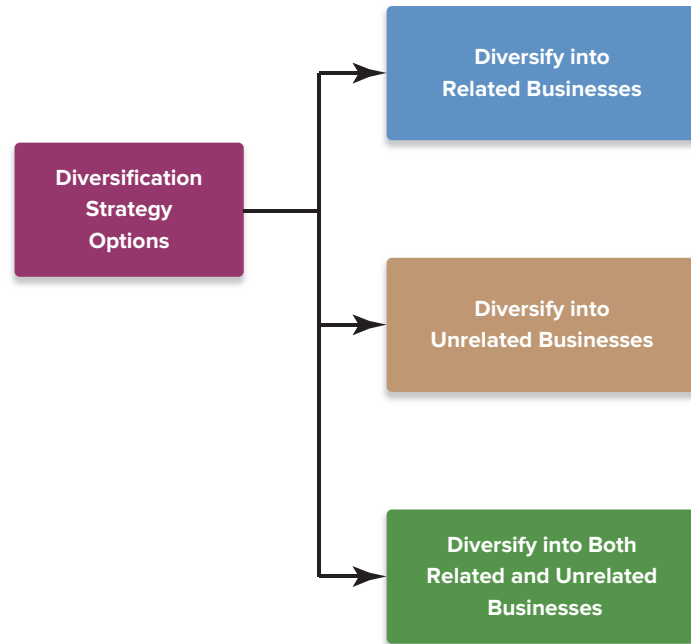 Diversify into
Related Businesses
Diversification
Strategy
Options
Diversify into
Unrelated Businesses
Diversify into Both
Related and Unrelated
Businesses